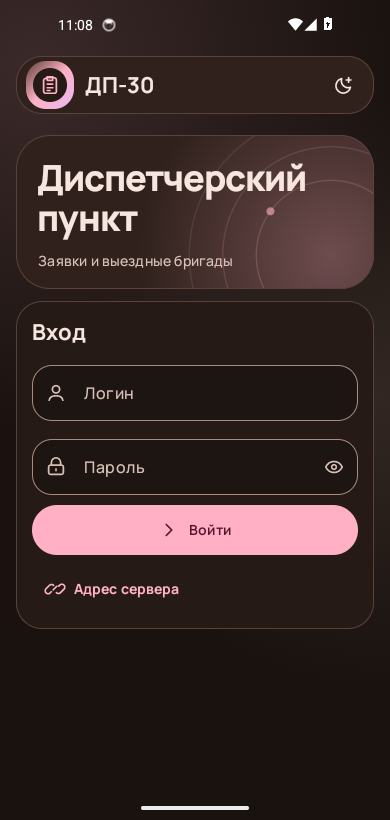 11:08
ДП-30
Диспетчерский
пункт
Заявки и выездные бригады
Вход
Логин
Пароль
Войти
Адрес сервера